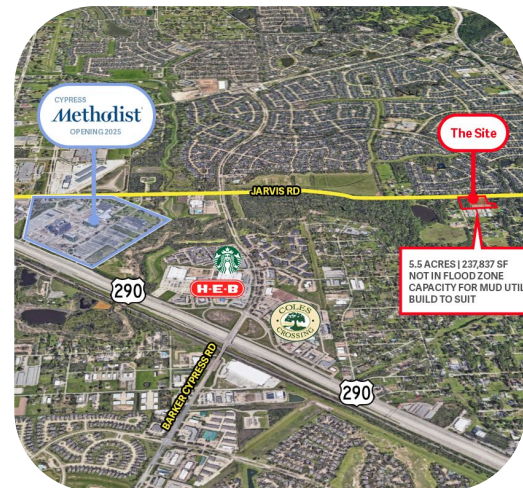 CYPRESS
Methodist
OPENING 2025
The Site
JARVIS RD
5.5 ACRES | 237,837 SF
NOT IN FLOOD ZONE
CAPACITY FOR MUD UTIL
BUILD TO SUIT
290
H-E-B
COLES
CROSSING
290
BARKER CYPRESS RD